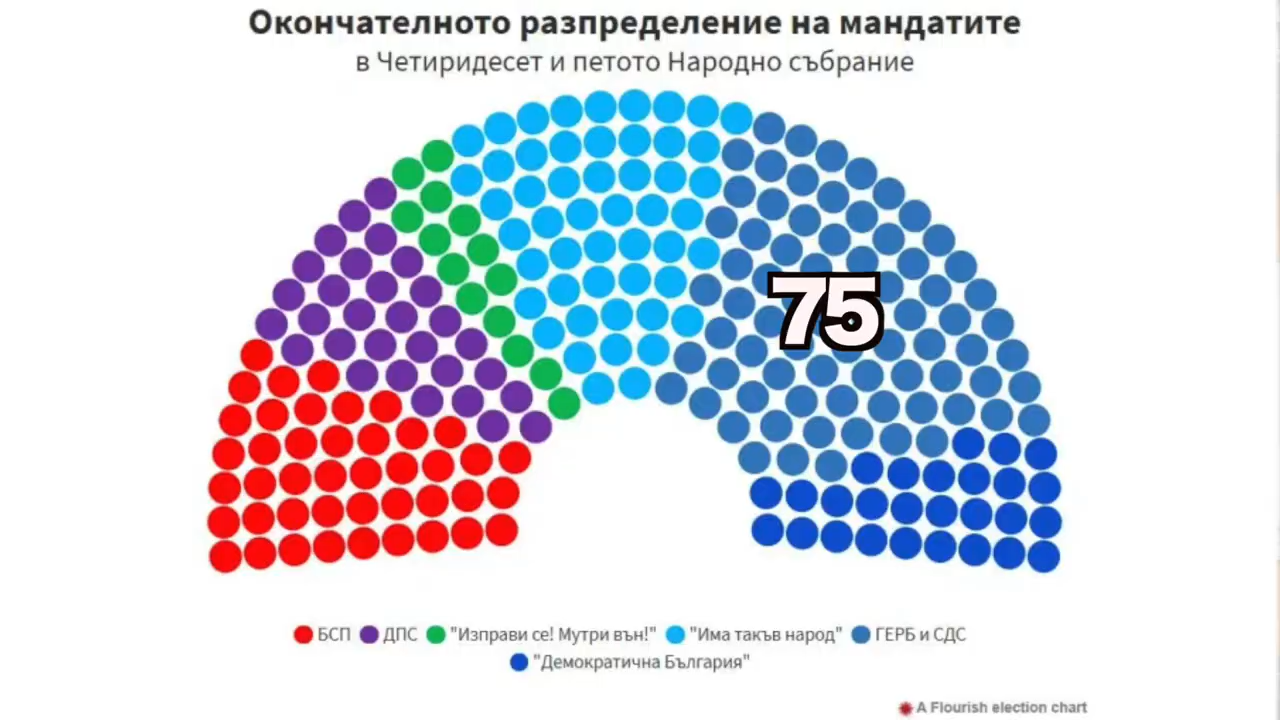 Окончателното разпределение на мандатите
в Четиридесет и петото Народно събрание
75
БСП ДПС "Изправи се! Мутри вън!" "Има такъв народ" ГЕРБ и СДС
"Демократична България"
A Flourish election chart